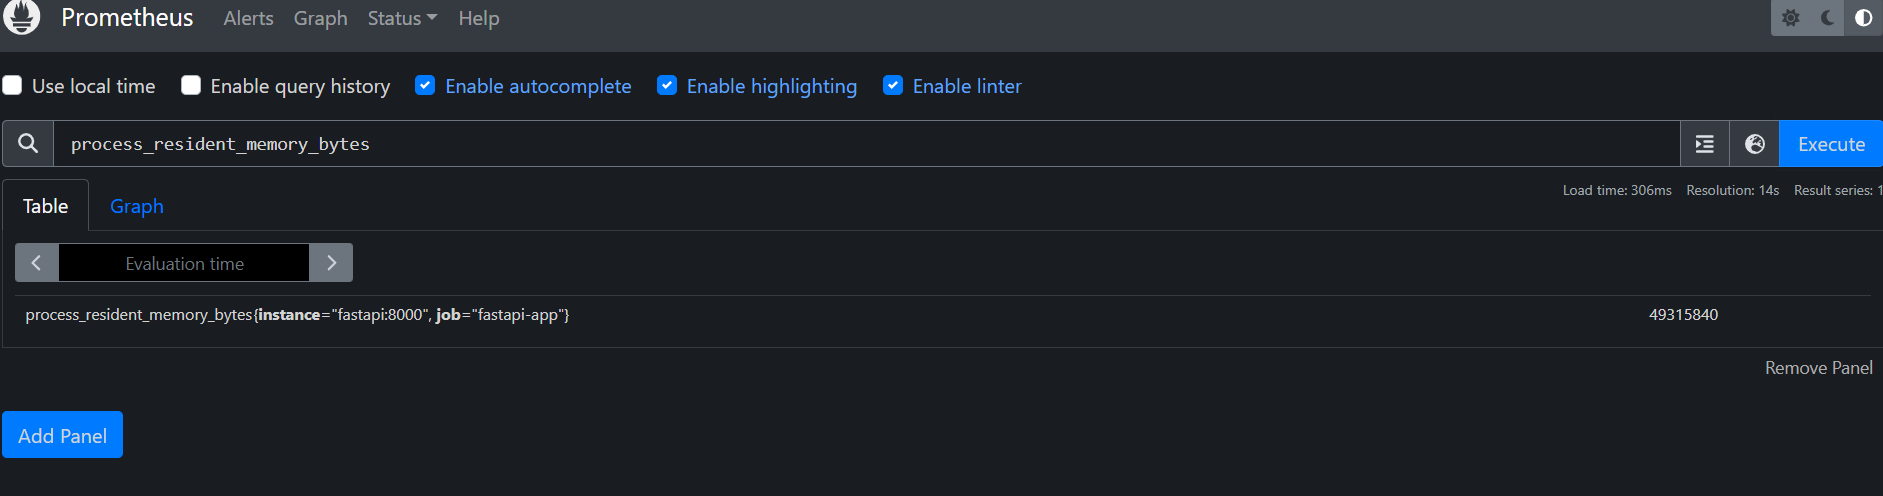 Prometheus Alerts Graph Status Help
Use local time Enable query history Enable autocomplete Enable highlighting Enable linter
process_resident_memory_bytes Execute
Load time: 306ms Resolution: 14s Result series: 1
Table Graph
Evaluation time
process_resident_memory_bytes{instance="fastapi:8000", job="fastapi-app"} 49315840
Remove Panel
Add Panel